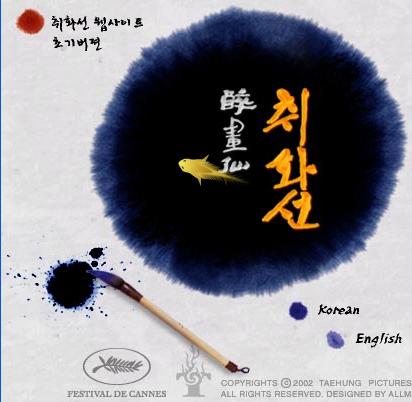 취화선 웹사이트
초기버젼
醉畫仙
취화선
Korean
English
FESTIVAL DE CANNES
COPYRIGHTS ⓒ 2002 TAEHUNG PICTURES
ALL RIGHTS RESERVED. DESIGNED BY ALLM